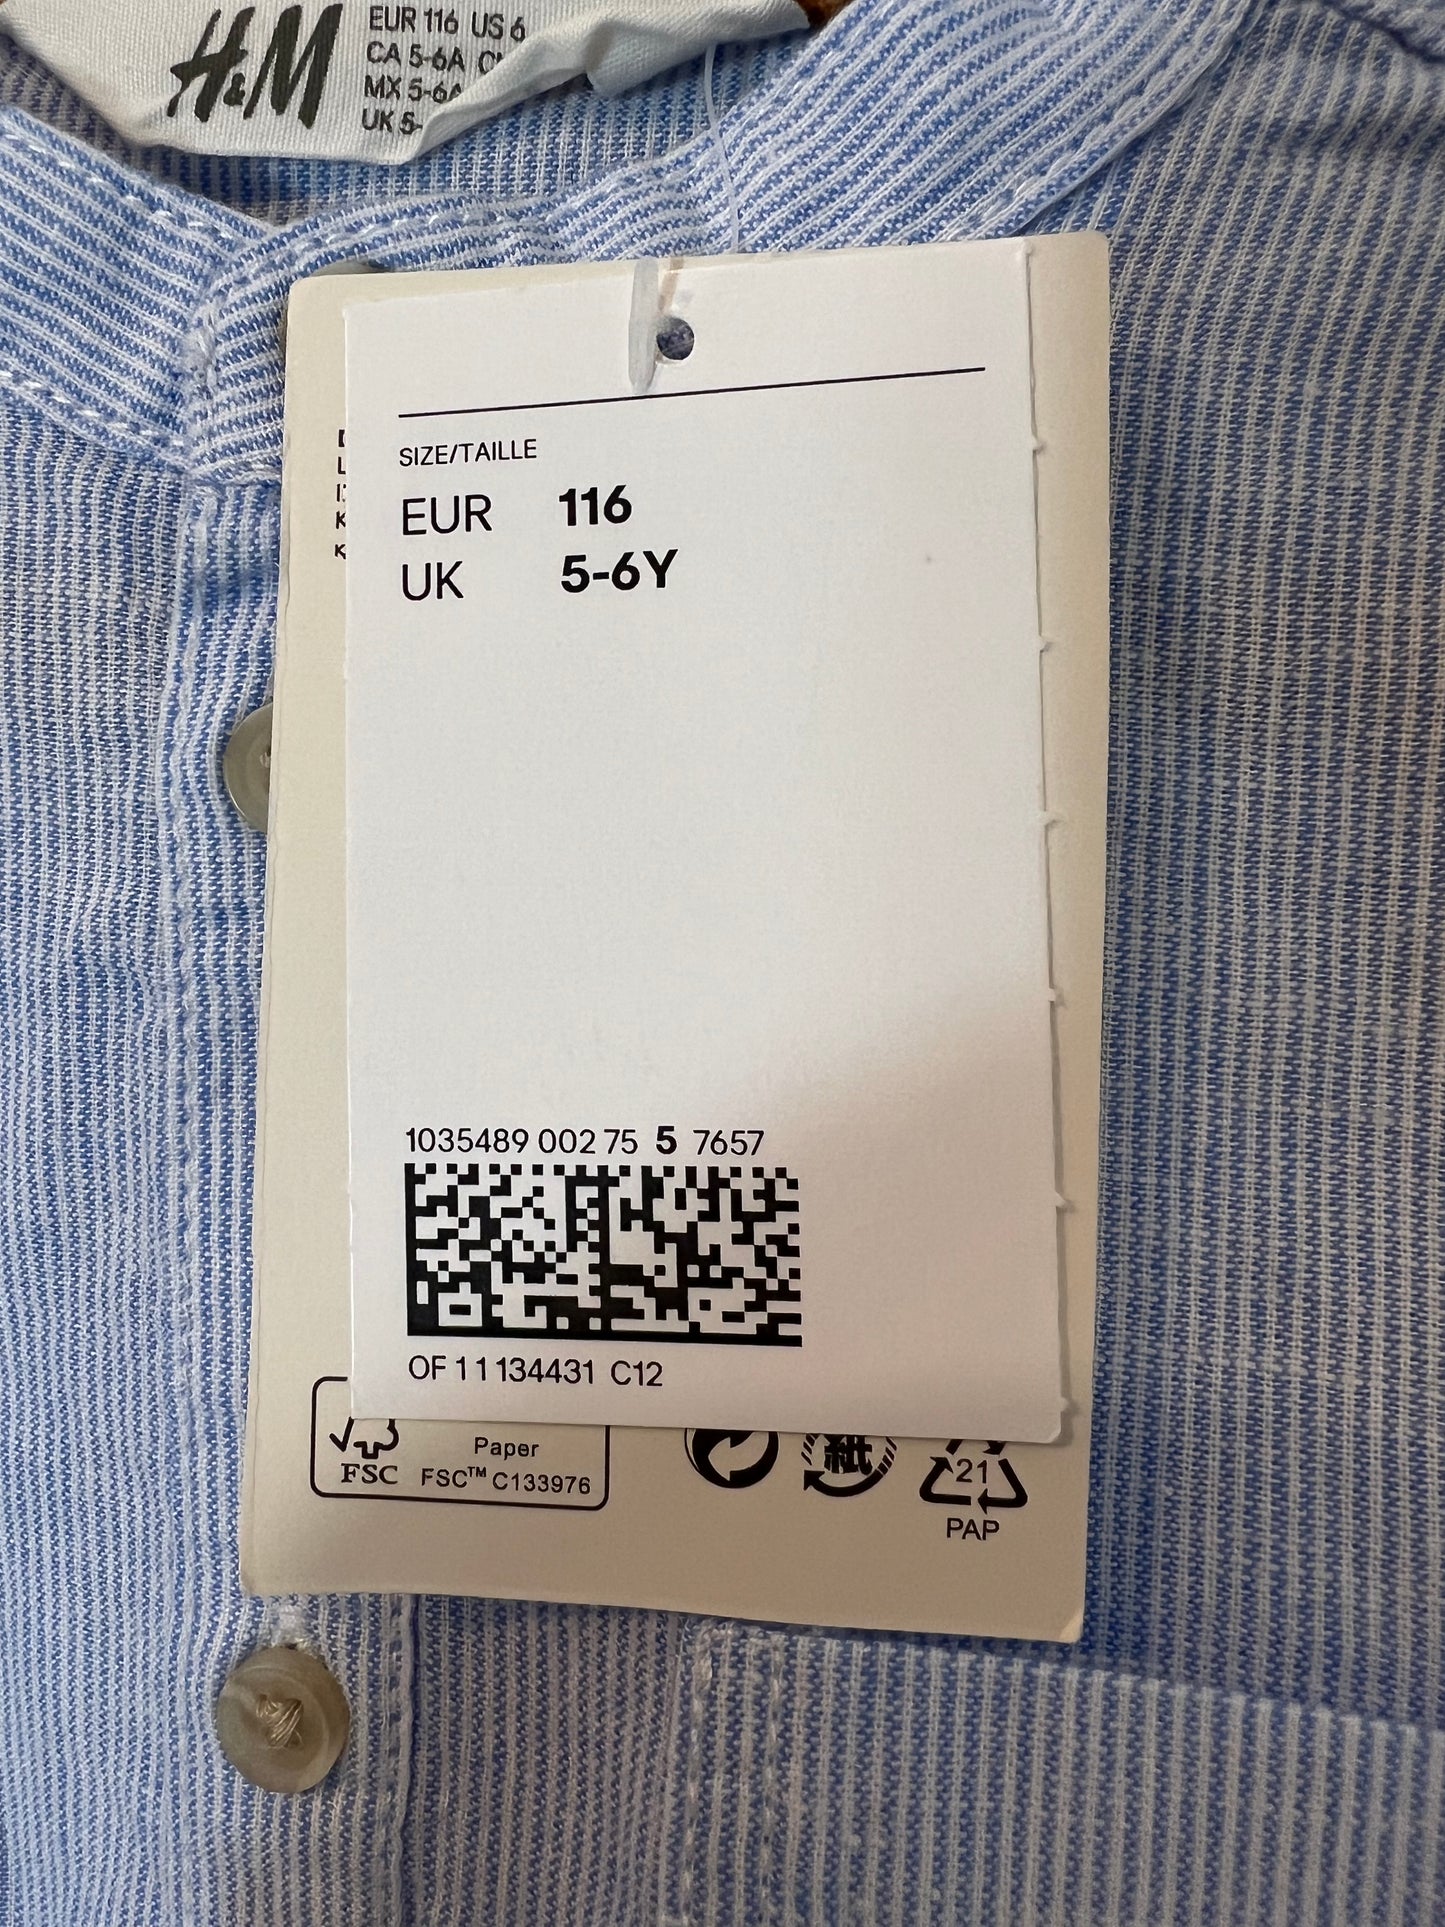 H&M
EUR 116 US 6
CA 5-6A
MX 5-6A
UK 5-
SIZE/TAILLE
EUR 116
UK 5-6Y
1035489 002 75 5 7657
OF 1 1 134431 C12
FSC
Paper
FSC™ C133976
紙
21
PAP